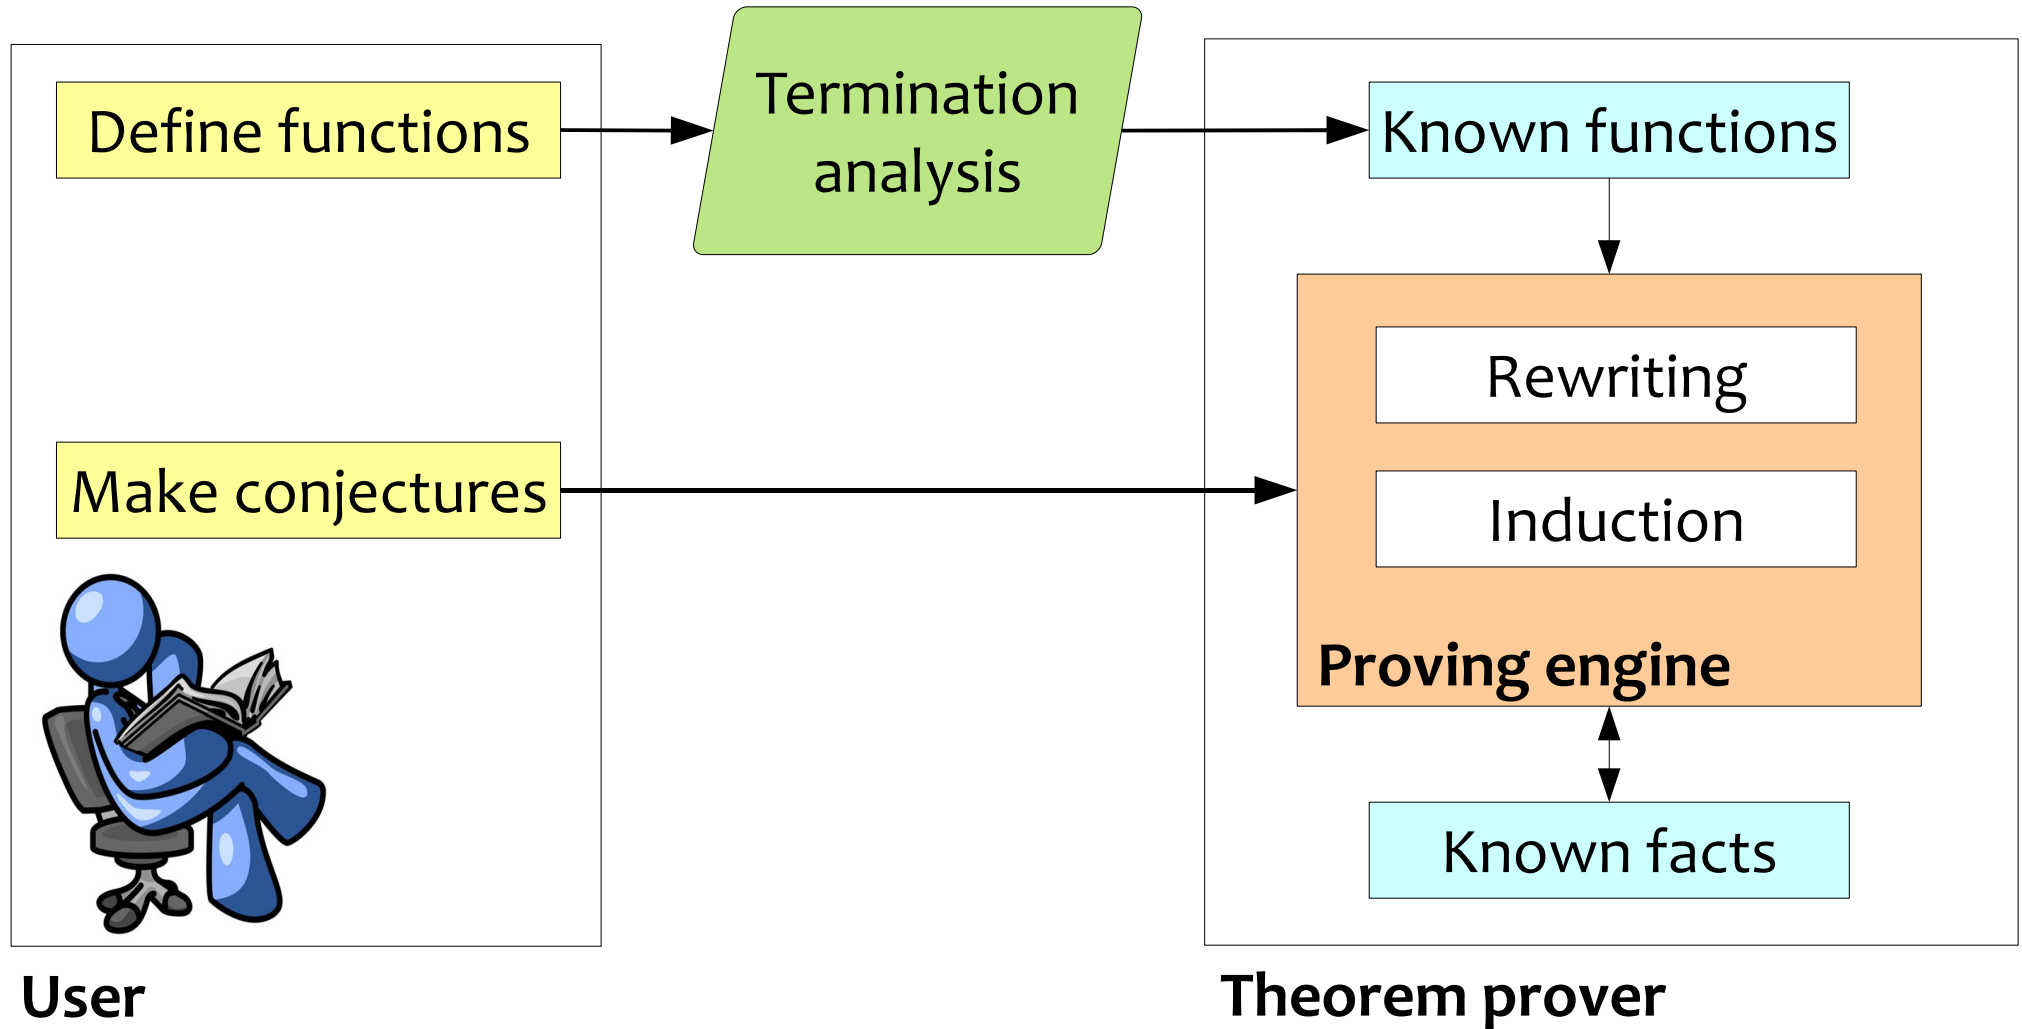 Define functions
Termination
analysis
Known functions
Rewriting
Make conjectures
Induction
Proving engine
Known facts
User
Theorem prover